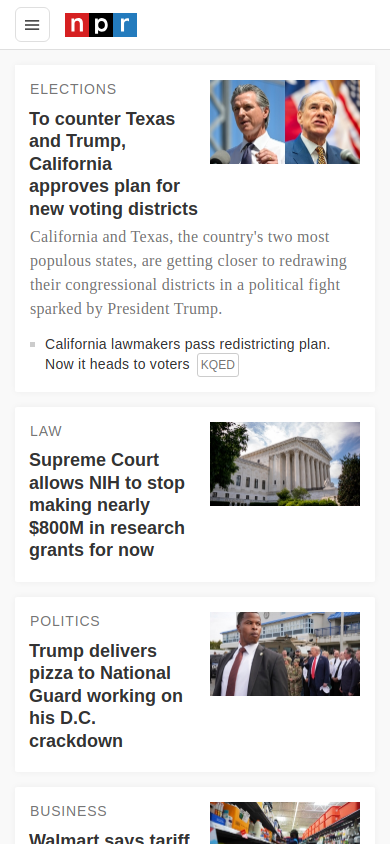 npr
ELECTIONS
To counter Texas
and Trump,
California
approves plan for
new voting districts
California and Texas, the country's two most
populous states, are getting closer to redrawing
their congressional districts in a political fight
sparked by President Trump.
California lawmakers pass redistricting plan.
Now it heads to voters KQED
LAW
Supreme Court
allows NIH to stop
making nearly
$800M in research
grants for now
POLITICS
Trump delivers
pizza to National
Guard working on
his D.C.
crackdown
BUSINESS
Walmart says tariff